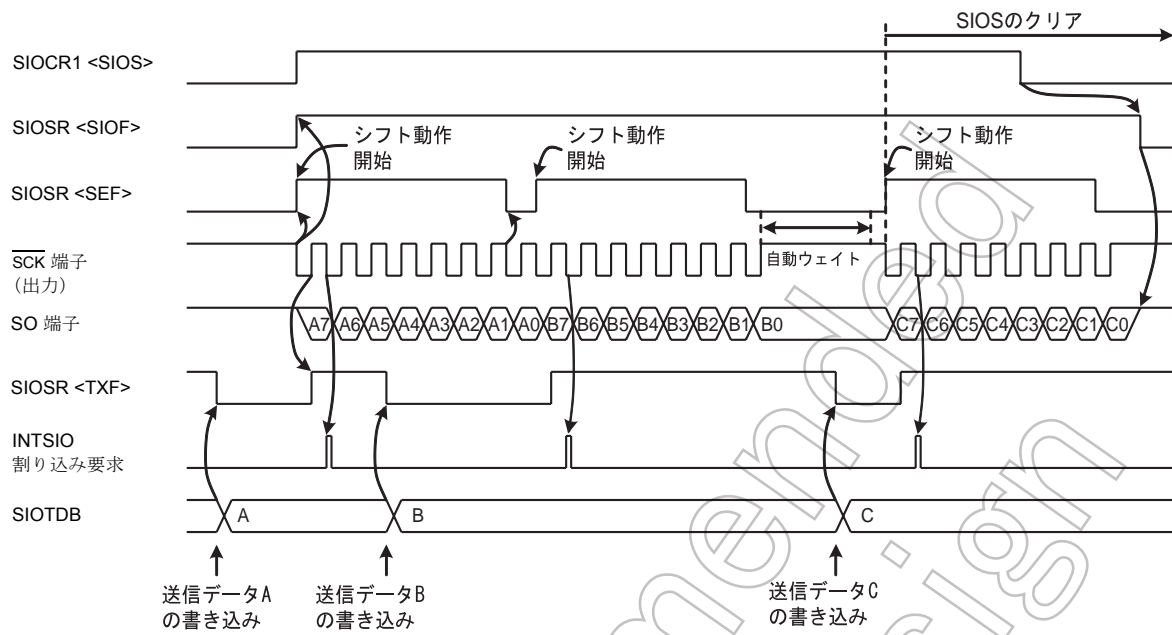 SIOSのクリア
SIOCR1 <SIOS>
SIOSR <SIOF>
シフト動作
開始
シフト動作
開始
シフト動作
開始
SIOSR <SEF>
SCK 端子
(出力)
自動ウェイト
SO 端子
A7 A6 A5 A4 A3 A2 A1 A0 B7 B6 B5 B4 B3 B2 B1 B0 C7 C6 C5 C4 C3 C2 C1 C0
SIOSR <TXF>
INTSIO
割り込み要求
SIOTDB
A
B
C
送信データA
の書き込み
送信データB
の書き込み
送信データC
の書き込み
mended
sign